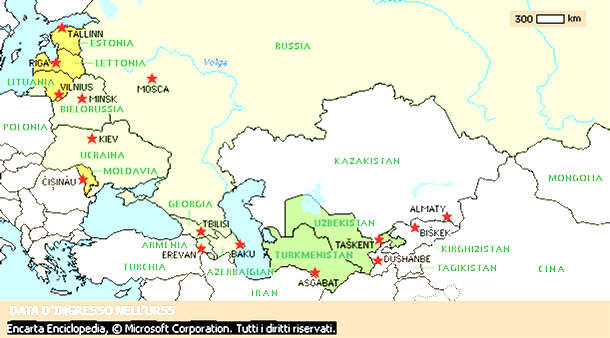 300 km
TALLINN
ESTONIA
RUSSIA
RIGA
LETTONIA
Volga
LITUANIA
VILNIUS
MOSCA
MINSK
BIELORUSSIA
POLONIA
KIEV
UCRAINA
MOLDAVIA
CIȘINĂU
KAZAKISTAN
MONGOLIA
GEORGIA
ALMATY
TBILISI
UZBEKISTAN
BIŠKEK
ARMENIA
TAŠKENT
EREVAN
BAKU
TURKMENISTAN
KIRGHIZISTAN
TURCHIA
AZERBAIGIAN
DUSHANBE
TAGIKISTAN
CINA
AŞGABAT
IRAN
DATA D'INGRESSO NELL'URSS
Encarta Enciclopedia, © Microsoft Corporation. Tutti i diritti riservati.